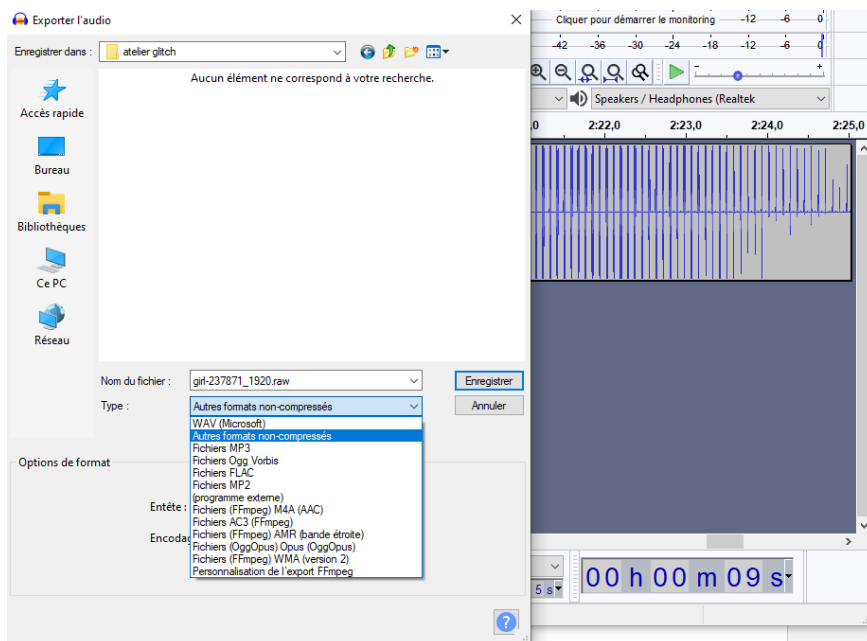 Exporter l'audio
Enregistrer dans :
atelier glitch
Aucun élément ne correspond à votre recherche.
Accès rapide
Bureau
Bibliothèques
Ce PC
Réseau
Nom du fichier :
girl-237871_1920.raw
Enregistrer
Type :
Autres formats non-compressés
Annuler
WAV (Microsoft)
Autres formats non-compressés
Fichiers MP3
Fichiers Ogg Vorbis
Fichiers FLAC
Fichiers MP2
(programme externe)
Fichiers (FFmpeg) M4A (AAC)
Fichiers AC3 (FFmpeg)
Fichiers (FFmpeg) AMR (bande étroite)
Fichiers (OggOpus) Opus (OggOpus)
Fichiers (FFmpeg) WMA (version 2)
Personnalisation de l'export FFmpeg
Options de format
Entête :
Encodag
?
Cliquer pour démarrer le monitoring -12 -6 0
-42 -36 -30 -24 -18 -12 -6 0
- +
Speakers / Headphones (Realtek
,0 2:22,0 2:23,0 2:24,0 2:25,0
5 s
00 h 00 m 09 s